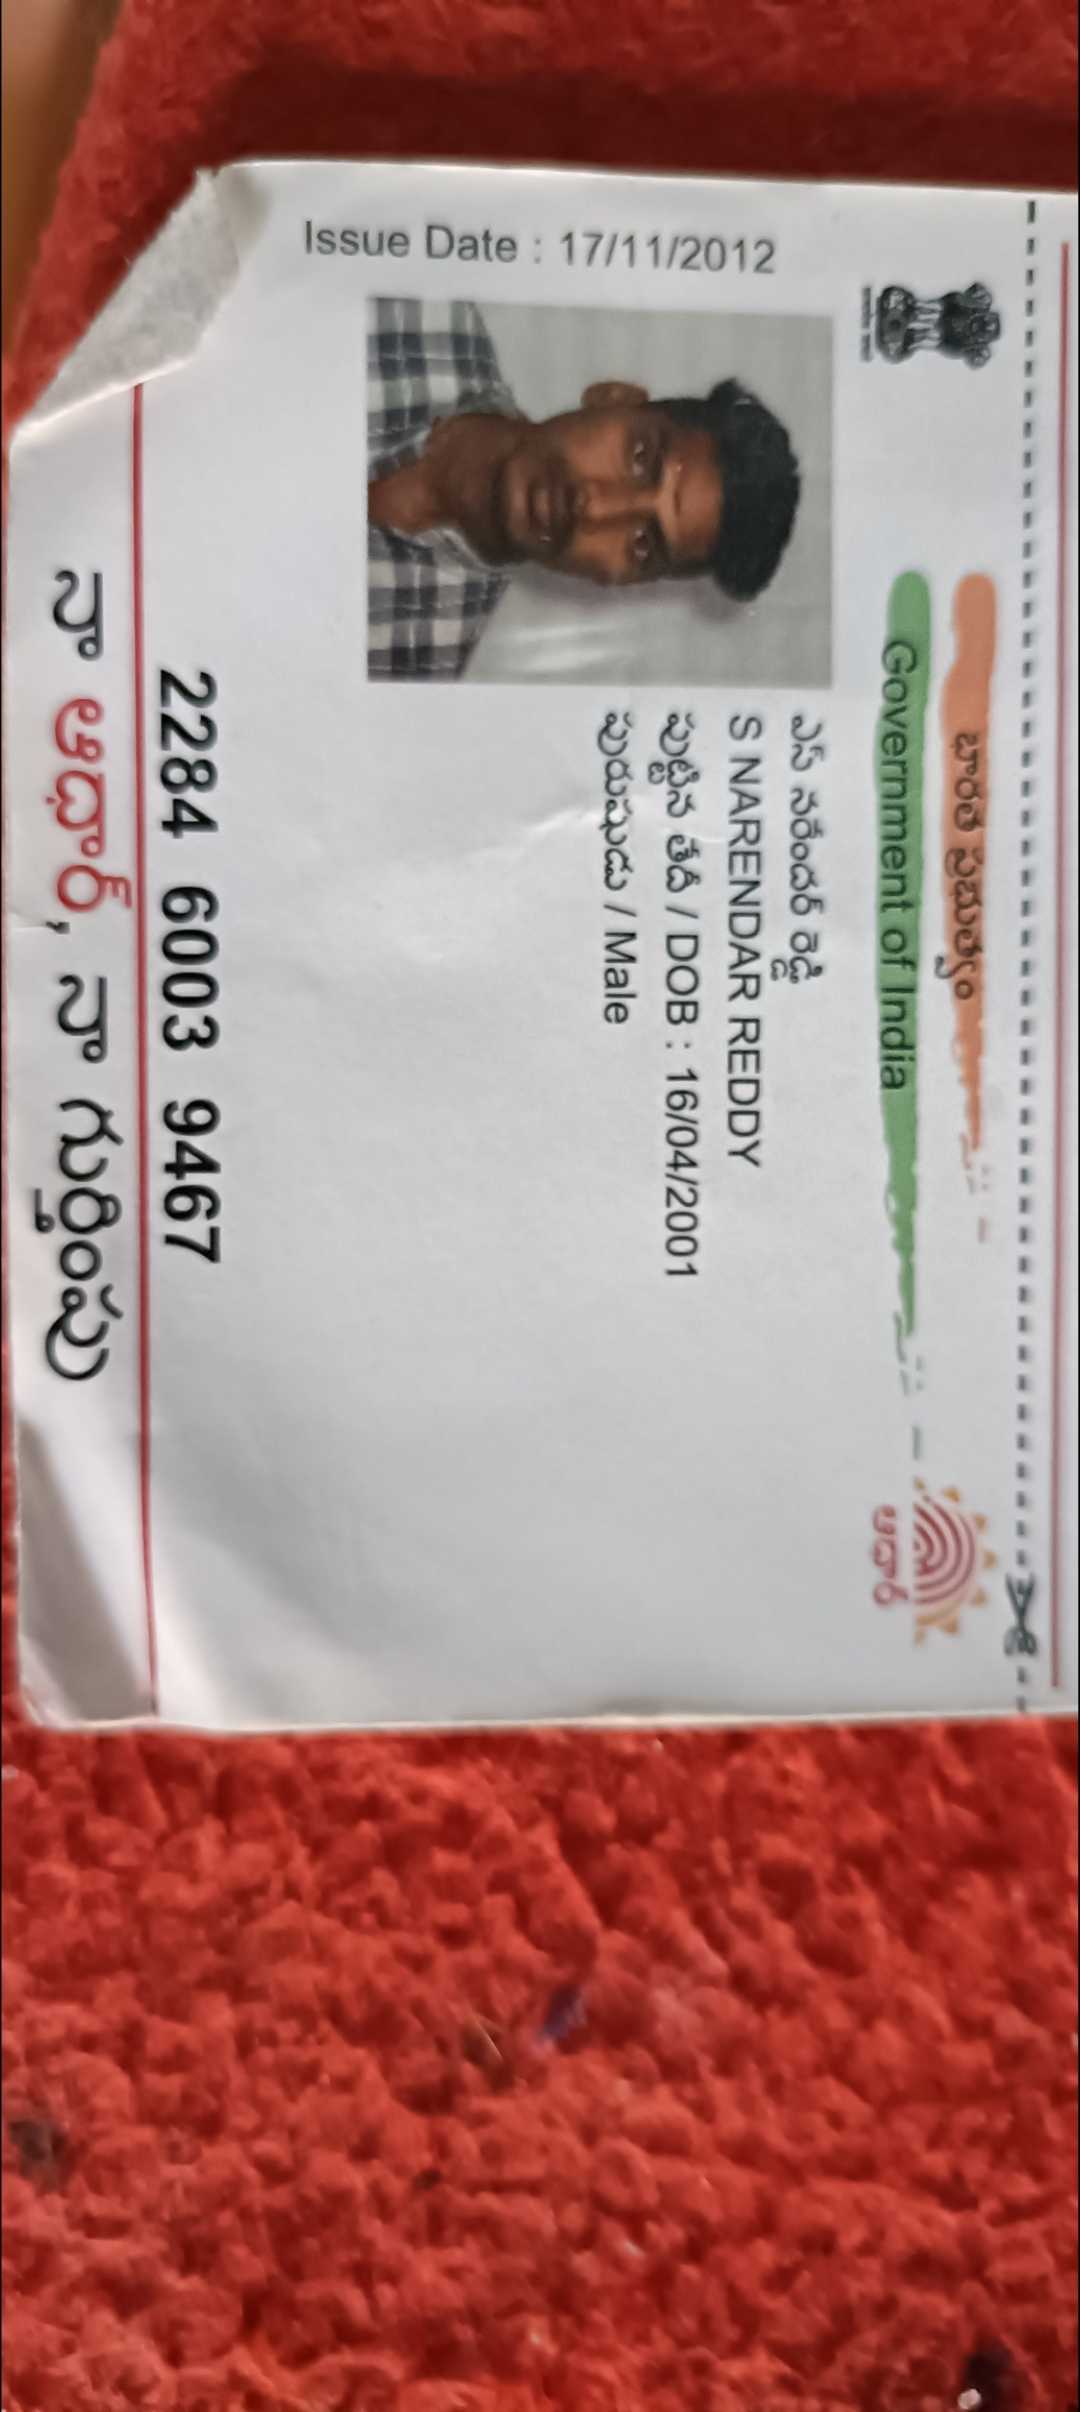 భారత ప్రభుత్వం
Government of India
ఆధార్
Issue Date : 17/11/2012
ఎస్ నరేందర్ రెడ్డి
S NARENDAR REDDY
పుట్టిన తేదీ / DOB : 16/04/2001
పురుషుడు / Male
2284 6003 9467
నా ఆధార్, నా గుర్తింపు